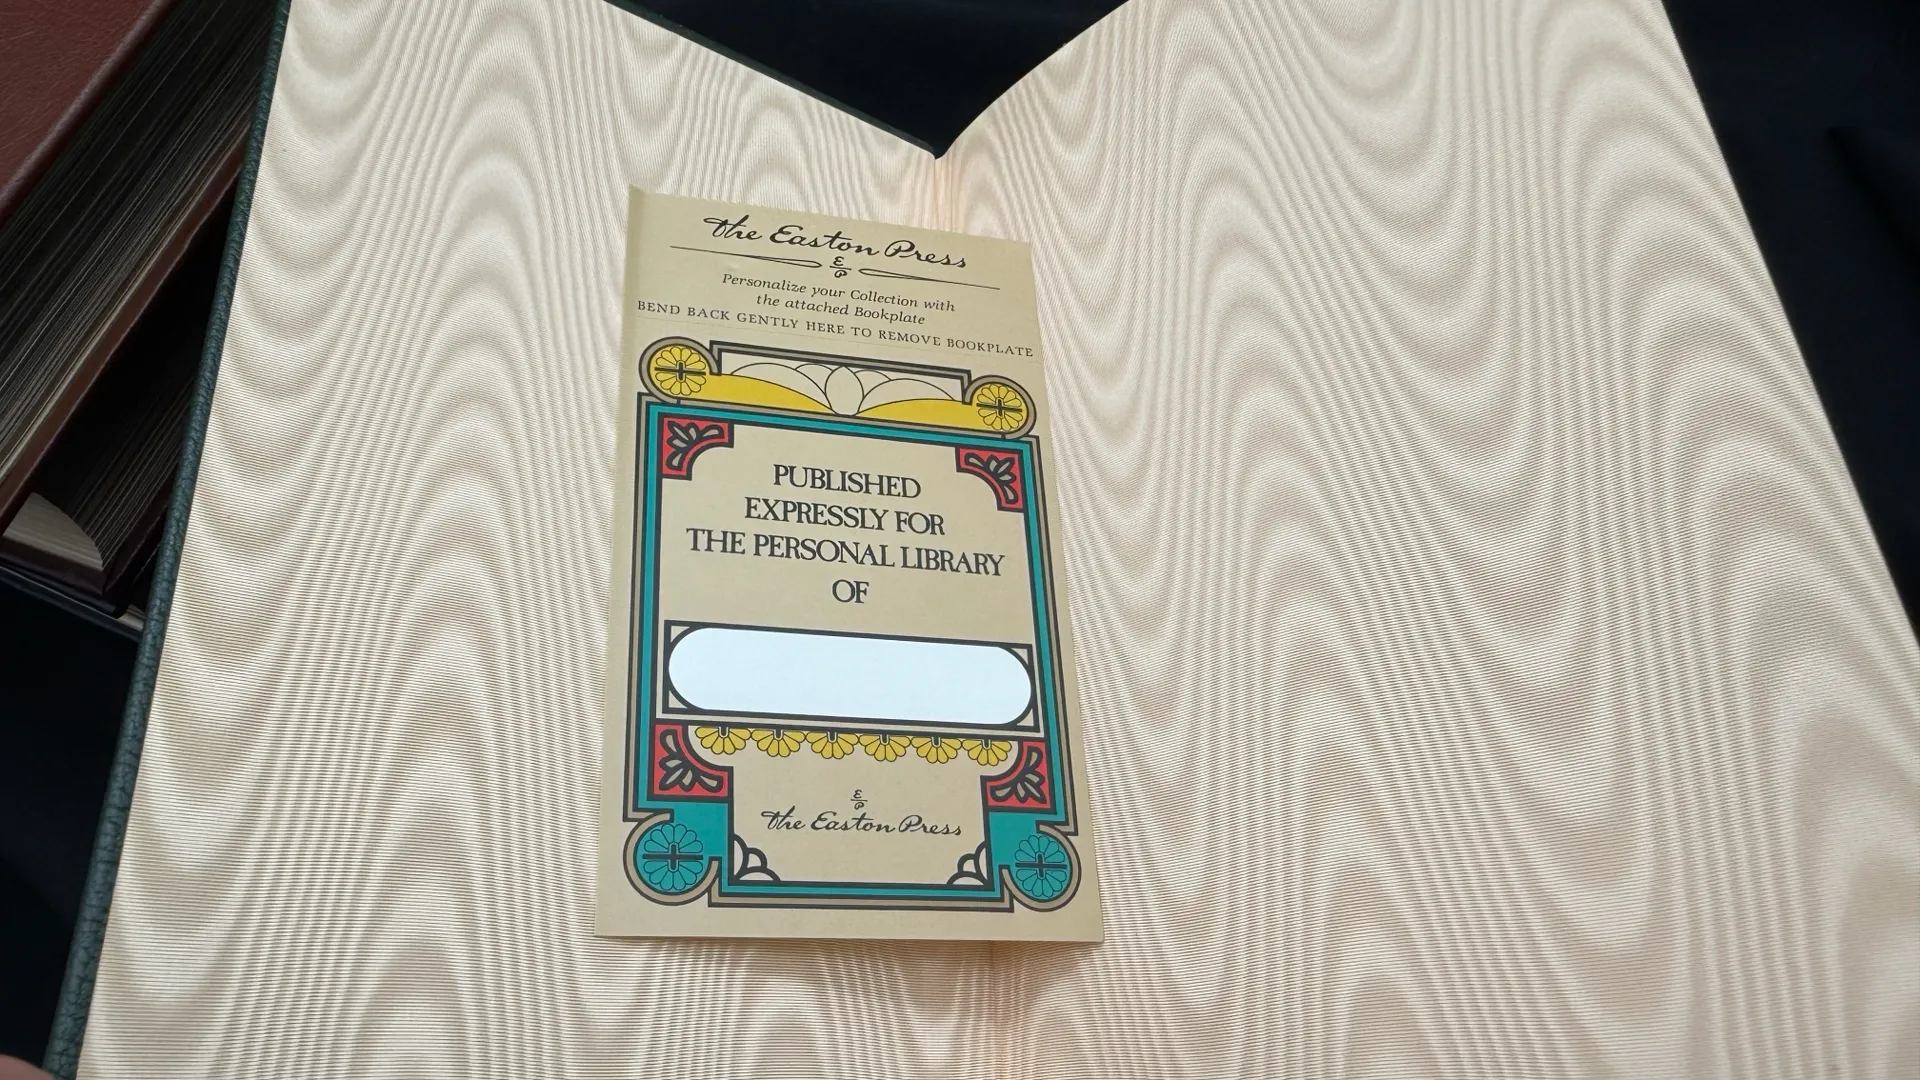 the Easton Press
E
P
Personalize your Collection with
the attached Bookplate
BEND BACK GENTLY HERE TO REMOVE BOOKPLATE
PUBLISHED
EXPRESSLY FOR
THE PERSONAL LIBRARY
OF
E
P
the Easton Press